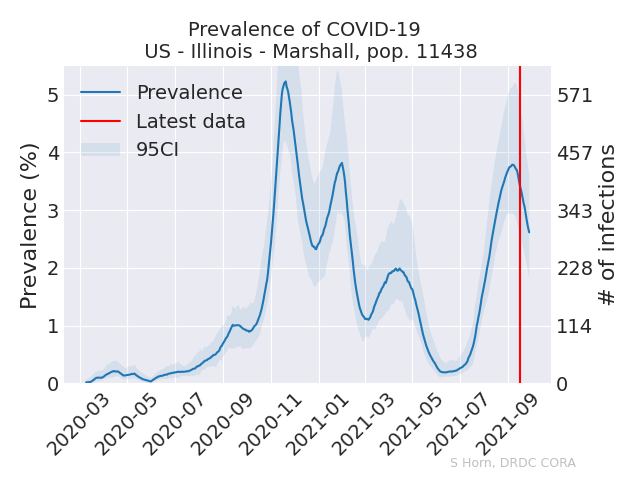 Prevalence of COVID-19
US - Illinois - Marshall, pop. 11438
Prevalence
Latest data
95CI
Prevalence (%)
5
4
3
2
1
0
571
457
343
228
114
0
# of infections
2020-03
2020-05
2020-07
2020-09
2020-11
2021-01
2021-03
2021-05
2021-07
2021-09
S Horn, DRDC CORA